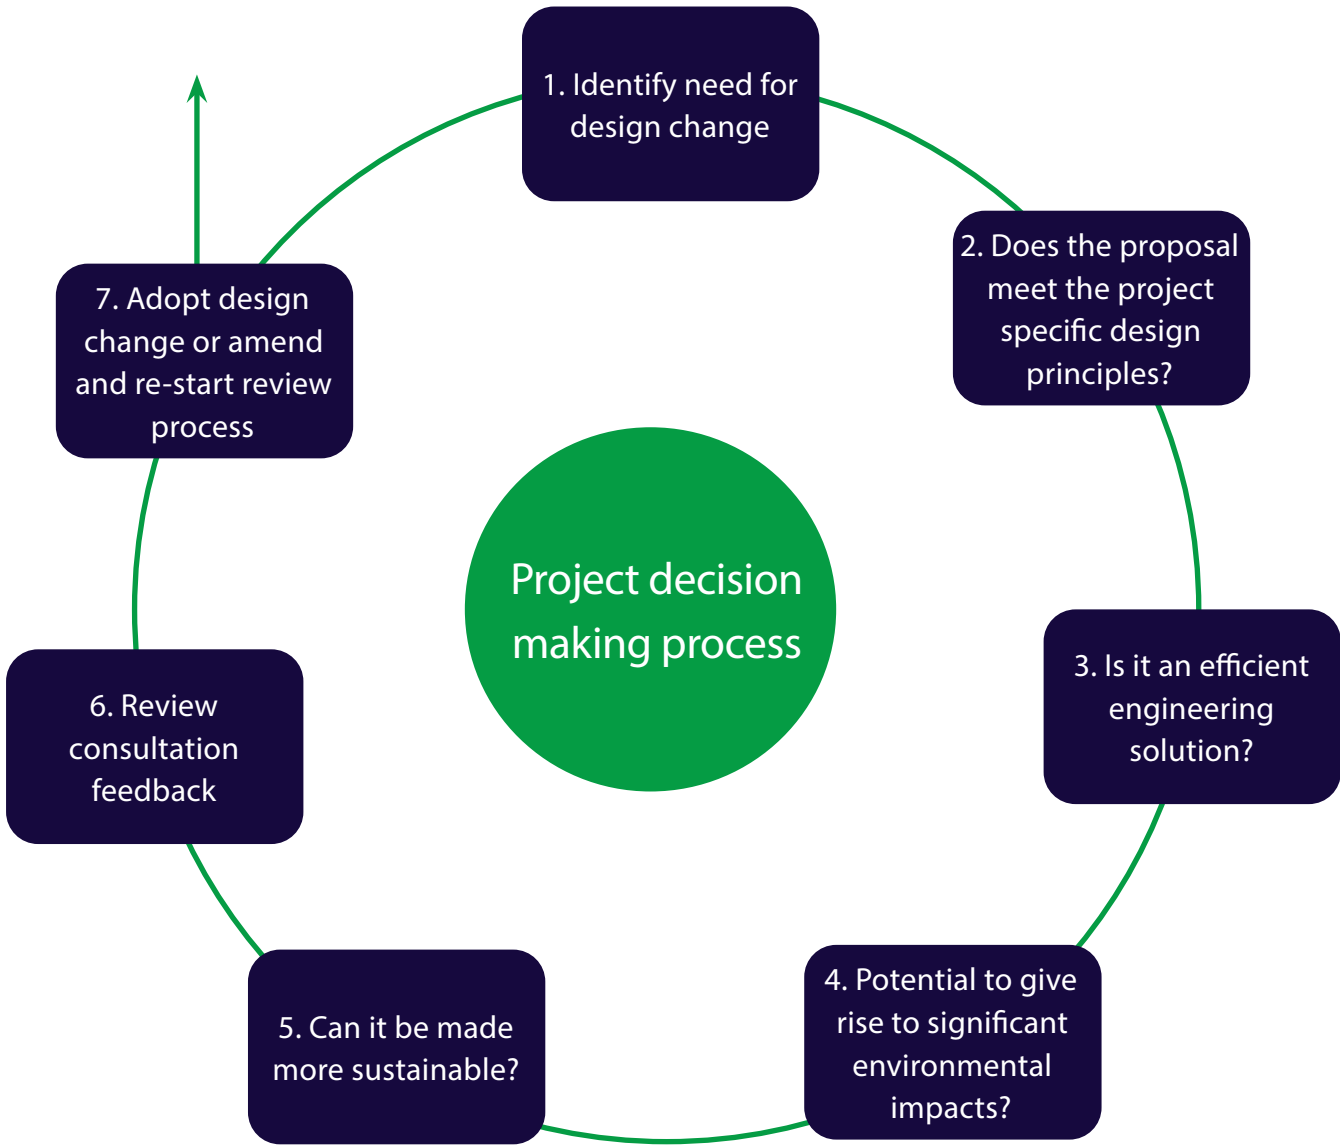 1. Identify need for
design change
2. Does the proposal
meet the project
specific design
principles?
3. Is it an efficient
engineering
solution?
4. Potential to give
rise to significant
environmental
impacts?
5. Can it be made
more sustainable?
6. Review
consultation
feedback
7. Adopt design
change or amend
and re-start review
process
Project decision
making process